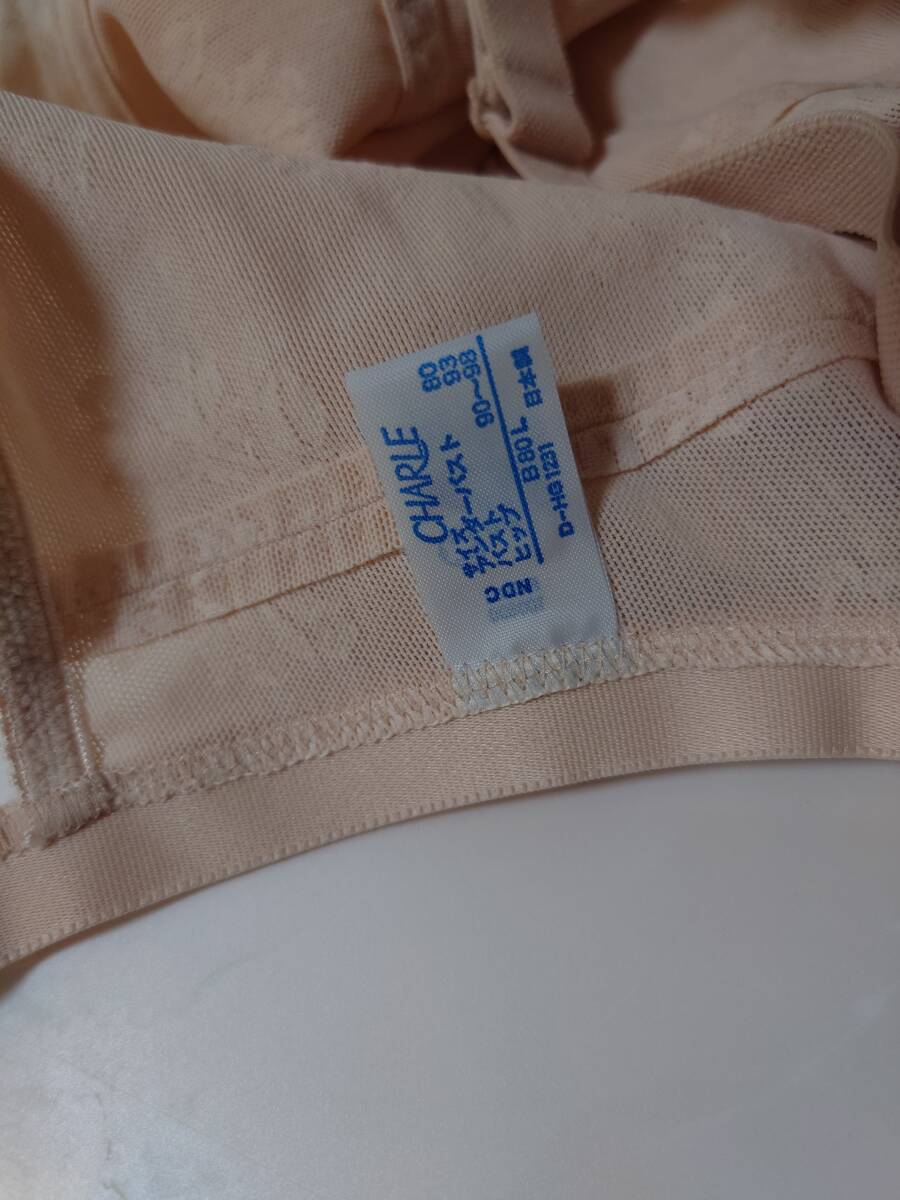 CHARLE
サイズ
アンダーバスト 80
バスト 93
ヒップ 90〜98
B80L
D-HG1231 日本製
NDC